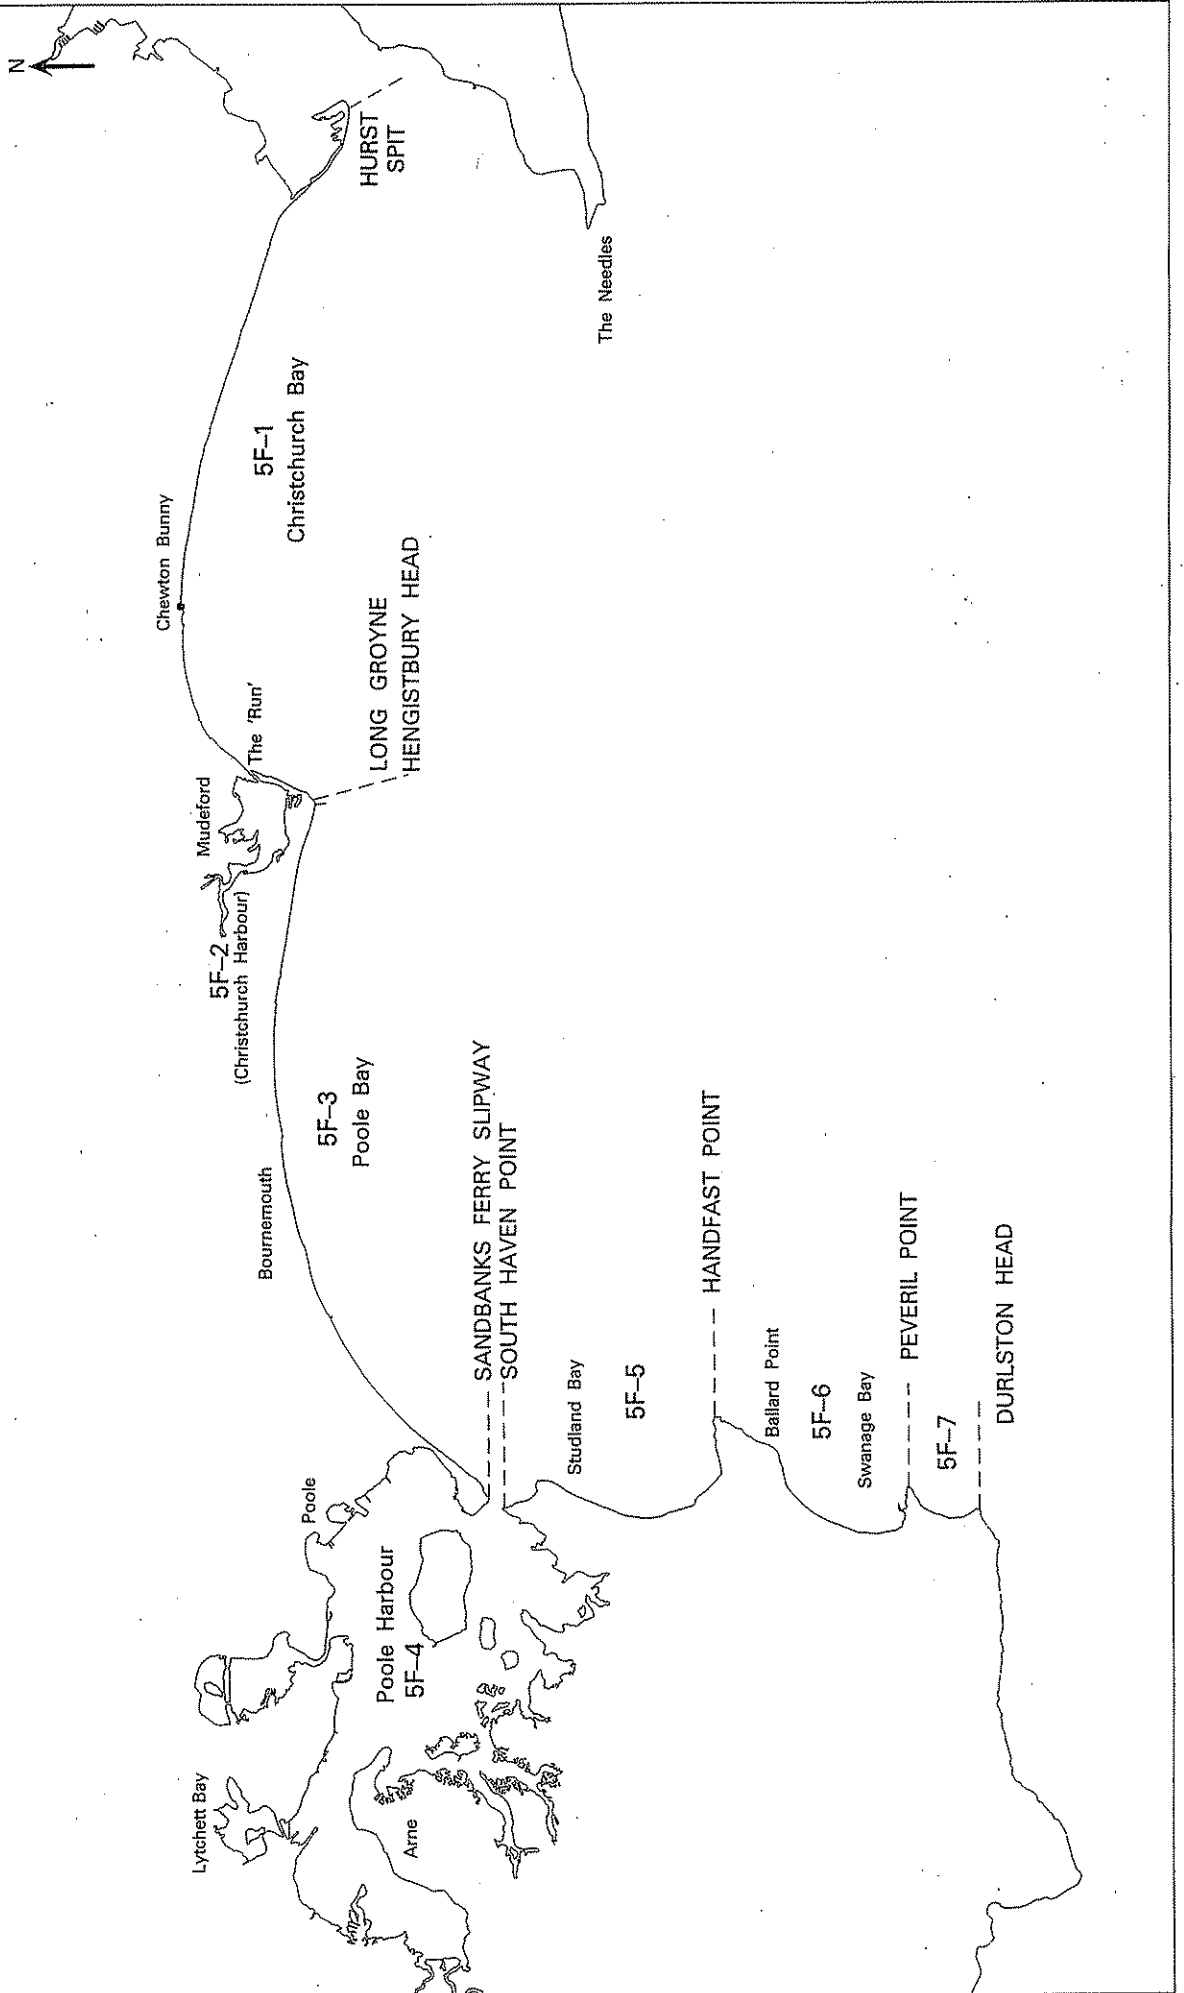 N
HURST
SPIT
The Needles
Chewton Bunny
5F-1
Christchurch Bay
The 'Run'
LONG GROYNE
HENGISTBURY HEAD
Mudeford
5F-2
(Christchurch Harbour)
Bournemouth
5F-3
Poole Bay
SANDBANKS FERRY SLIPWAY
SOUTH HAVEN POINT
Poole
Poole Harbour
5F-4
Lytchett Bay
Arne
Studland Bay
5F-5
HANDFAST POINT
Ballard Point
5F-6
Swanage Bay
PEVERIL POINT
5F-7
DURLSTON HEAD